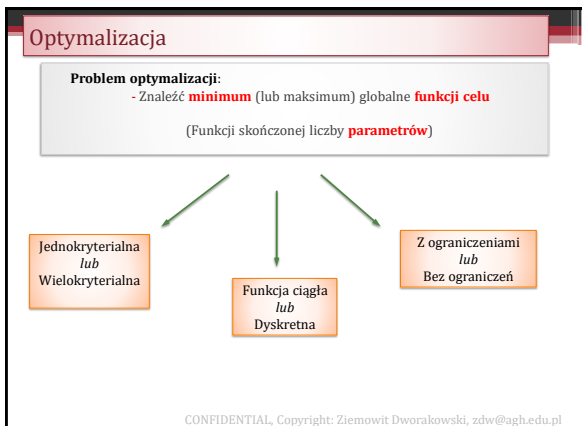 Optymalizacja
Problem optymalizacji:
- Znaleźć minimum (lub maksimum) globalne funkcji celu
(Funkcji skończonej liczby parametrów)
Jednokryterialna
lub
Wielokryterialna
Funkcja ciągła
lub
Dyskretna
Z ograniczeniami
lub
Bez ograniczeń
CONFIDENTIAL, Copyright: Ziemowit Dworakowski, zdw@agh.edu.pl